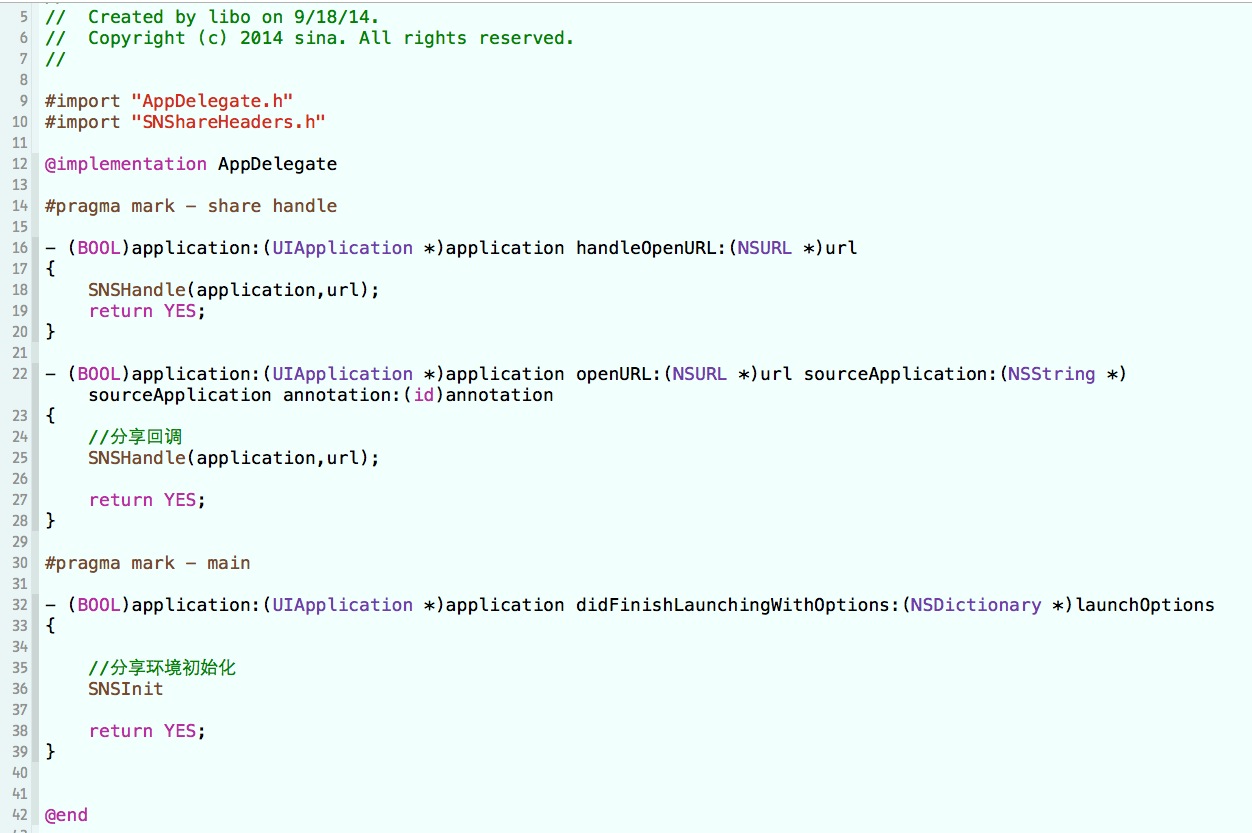 5 //  Created by libo on 9/18/14.
6 //  Copyright (c) 2014 sina. All rights reserved.
7 //
8
9 #import "AppDelegate.h"
10 #import "SNShareHeaders.h"
11
12 @implementation AppDelegate
13
14 #pragma mark - share handle
15
16 - (BOOL)application:(UIApplication *)application handleOpenURL:(NSURL *)url
17 {
18     SNSHandle(application,url);
19     return YES;
20 }
21
22 - (BOOL)application:(UIApplication *)application openURL:(NSURL *)url sourceApplication:(NSString *)
    sourceApplication annotation:(id)annotation
23 {
24     //分享回调
25     SNSHandle(application,url);
26
27     return YES;
28 }
29
30 #pragma mark - main
31
32 - (BOOL)application:(UIApplication *)application didFinishLaunchingWithOptions:(NSDictionary *)launchOptions
33 {
34
35     //分享环境初始化
36     SNSInit
37
38     return YES;
39 }
40
41
42 @end